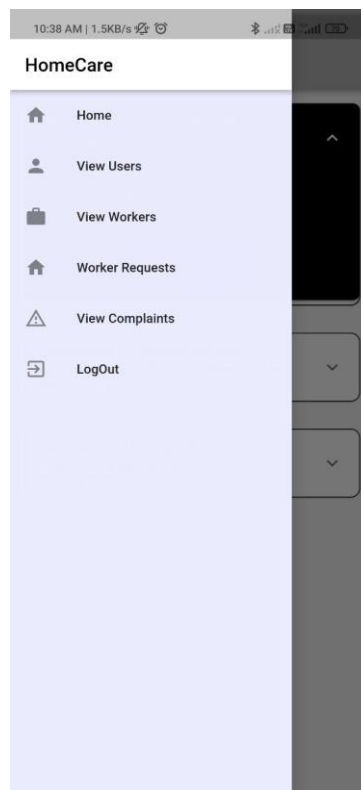 10:38 AM | 1.5KB/s
HomeCare
Home
View Users
View Workers
Worker Requests
View Complaints
LogOut